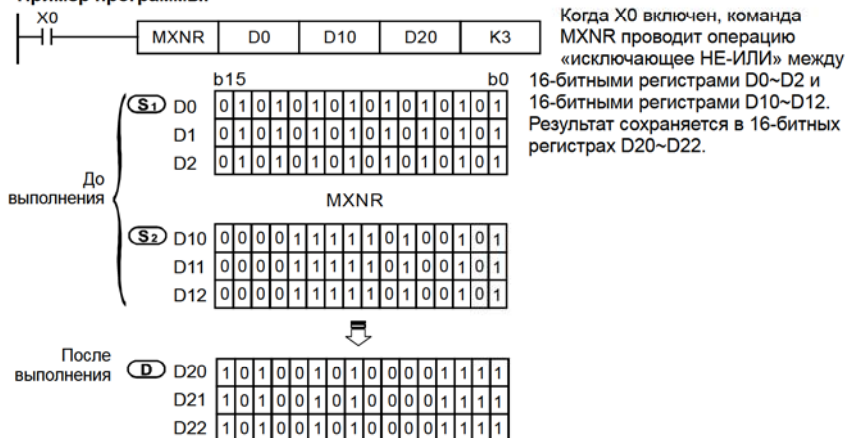 Пример программы:
X0
MXNR D0 D10 D20 K3
Когда X0 включен, команда
MXNR проводит операцию
«исключающее НЕ-ИЛИ» между
16-битными регистрами D0~D2 и
16-битными регистрами D10~D12.
Результат сохраняется в 16-битных
регистрах D20~D22.
b15 b0
До
выполнения
S1 D0 0 1 0 1 0 1 0 1 0 1 0 1 0 1 0 1
D1 0 1 0 1 0 1 0 1 0 1 0 1 0 1 0 1
D2 0 1 0 1 0 1 0 1 0 1 0 1 0 1 0 1
MXNR
S2 D10 0 0 0 0 1 1 1 1 1 0 1 0 0 1 0 1
D11 0 0 0 0 1 1 1 1 1 0 1 0 0 1 0 1
D12 0 0 0 0 1 1 1 1 1 0 1 0 0 1 0 1
После
выполнения
D D20 1 0 1 0 0 1 0 1 0 0 0 0 1 1 1 1
D21 1 0 1 0 0 1 0 1 0 0 0 0 1 1 1 1
D22 1 0 1 0 0 1 0 1 0 0 0 0 1 1 1 1